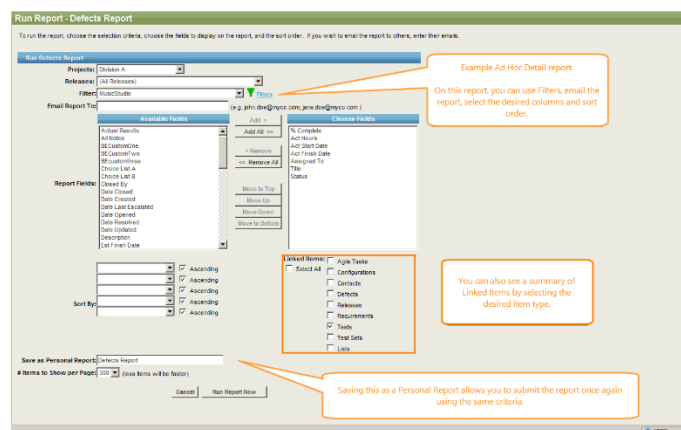 Run Report - Defects Report
To run the report, choose the selection criteria, choose the fields to display on the report, and the sort order. If you wish to email the report to others, enter their emails.
Run Defects Report
Projects: Division A
Releases: (All Releases)
Filter: MusicStudio Filters
Email Report To: (e.g. john.doe@myco.com; jane.doe@myco.com )
Example Ad Hoc Detail report.
On this report, you can use Filters, email the
report, select the desired columns and sort
order.
Available Fields
Actual Results
All Notes
BECustomOne
BECustomTwo
BEcustomthree
Choice List A
Choice List B
Closed By
Date Closed
Date Created
Date Last Escalated
Date Opened
Date Resolved
Date Updated
Description
Est Finish Date
Report Fields:
Add >
Add All >>
< Remove
<< Remove All
Move to Top
Move Up
Move Down
Move to Bottom
Chosen Fields
% Complete
Act Hours
Act Start Date
Act Finish Date
Assigned To
Title
Status
Sort By:
Ascending
Ascending
Ascending
Ascending
Ascending
Linked Items:
Select All
Agile Tasks
Configurations
Contacts
Defects
Releases
Requirements
Tests
Test Sets
Lists
You can also see a summary of
Linked Items by selecting the
desired item type.
Save as Personal Report: Defects Report
# Items to Show per Page: 300 (less items will be faster)
Cancel Run Report Now
Saving this as a Personal Report allows you to submit the report once again
using the same criteria.